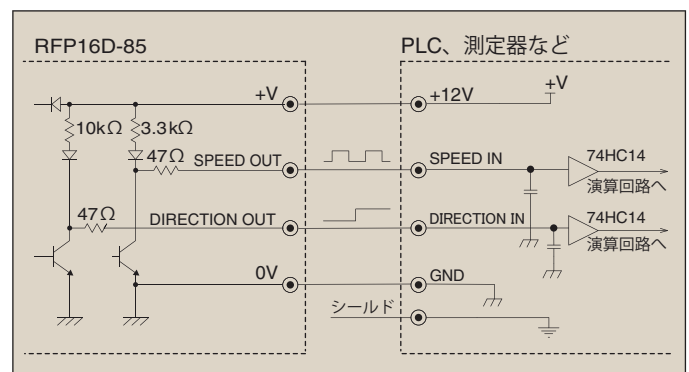 RFP16D-85
PLC、測定器など
+V
+12V
+V
10kΩ
3.3kΩ
47Ω
SPEED OUT
SPEED IN
74HC14
演算回路へ
47Ω
DIRECTION OUT
DIRECTION IN
74HC14
演算回路へ
0V
GND
シールド